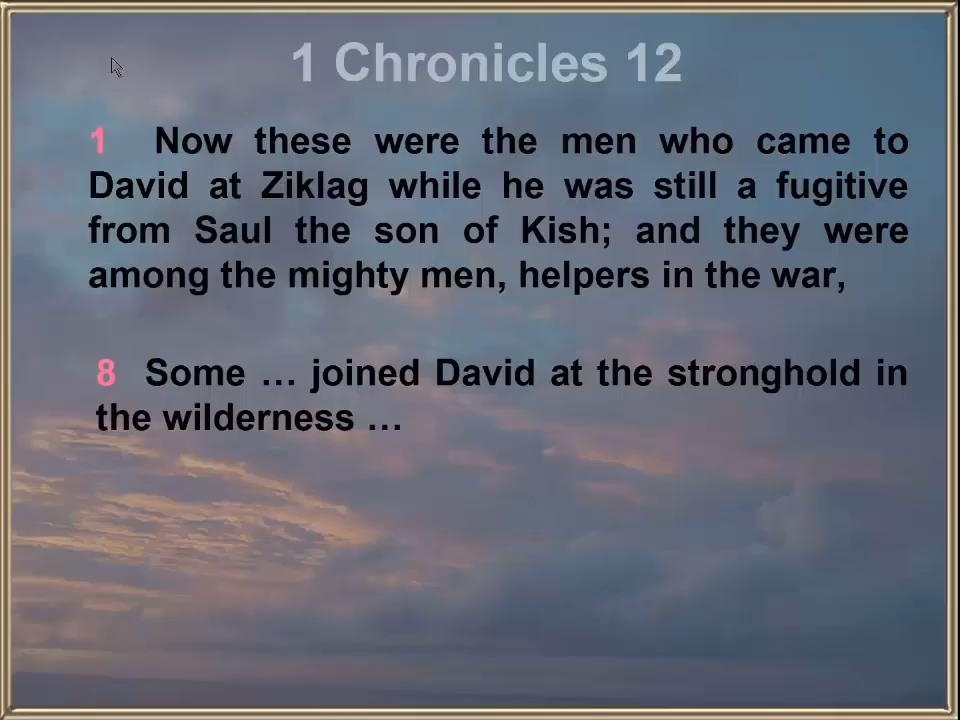 1 Chronicles 12
1 Now these were the men who came to
David at Ziklag while he was still a fugitive
from Saul the son of Kish; and they were
among the mighty men, helpers in the war,
8 Some … joined David at the stronghold in
the wilderness …